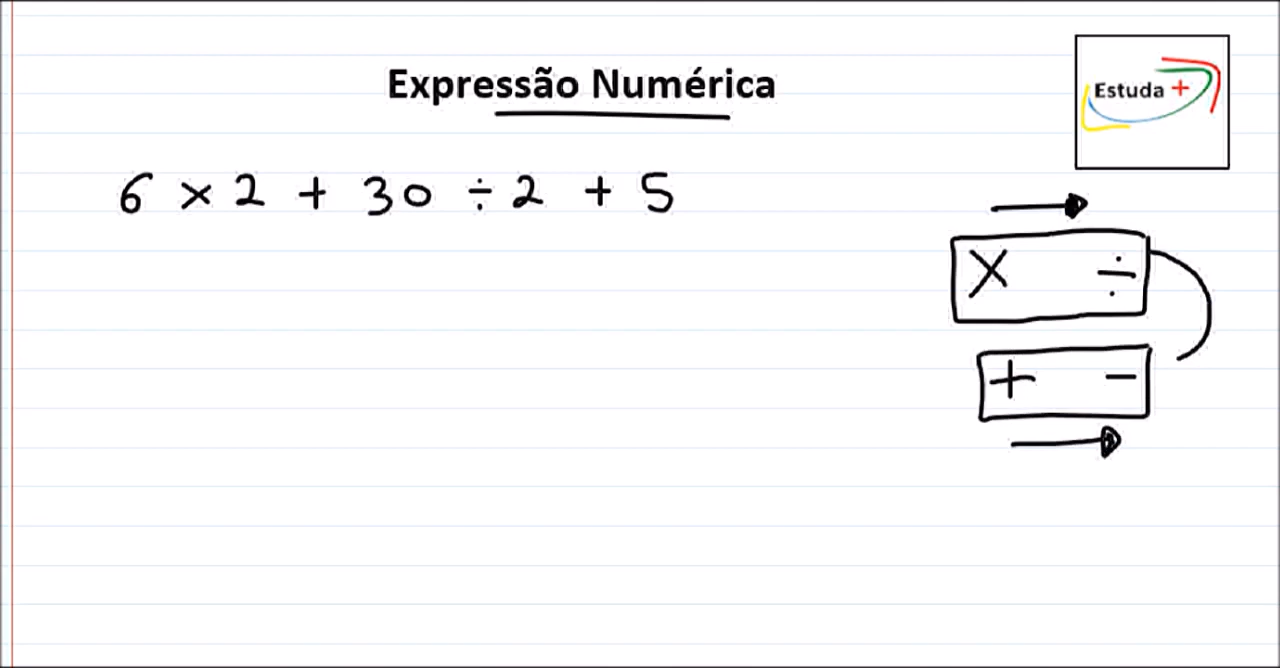 Expressão Numérica
Estuda +
6 × 2 + 30 ÷ 2 + 5
× ÷
+ −